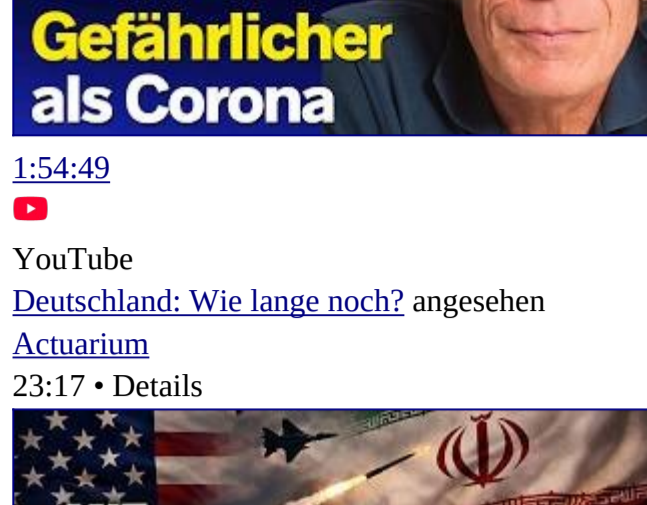 Gefährlicher
als Corona
1:54:49
YouTube
Deutschland: Wie lange noch? angesehen
Actuarium
23:17 • Details